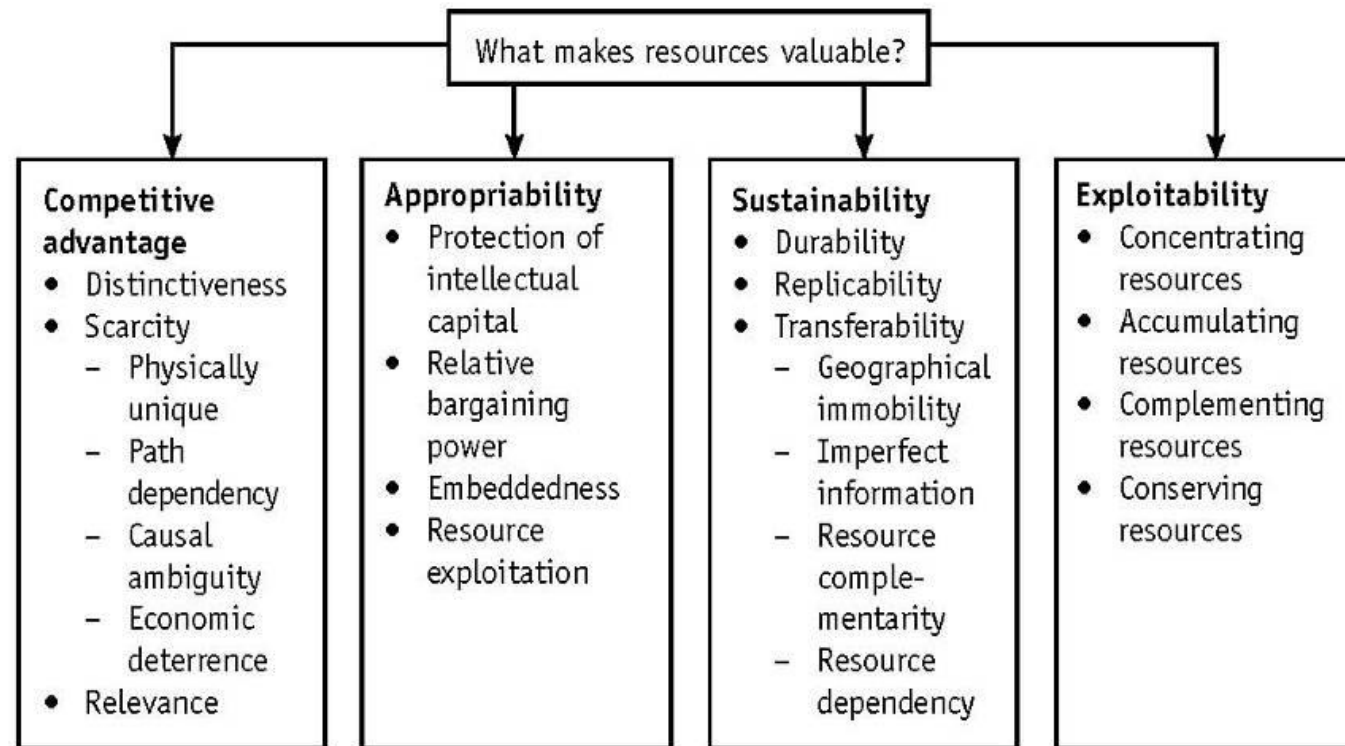 What makes resources valuable?
Competitive
advantage
• Distinctiveness
• Scarcity
– Physically
unique
– Path
dependency
– Causal
ambiguity
– Economic
deterrence
• Relevance
Appropriability
• Protection of
intellectual
capital
• Relative
bargaining
power
• Embeddedness
• Resource
exploitation
Sustainability
• Durability
• Replicability
• Transferability
– Geographical
immobility
– Imperfect
information
– Resource
comple-
mentarity
– Resource
dependency
Exploitability
• Concentrating
resources
• Accumulating
resources
• Complementing
resources
• Conserving
resources